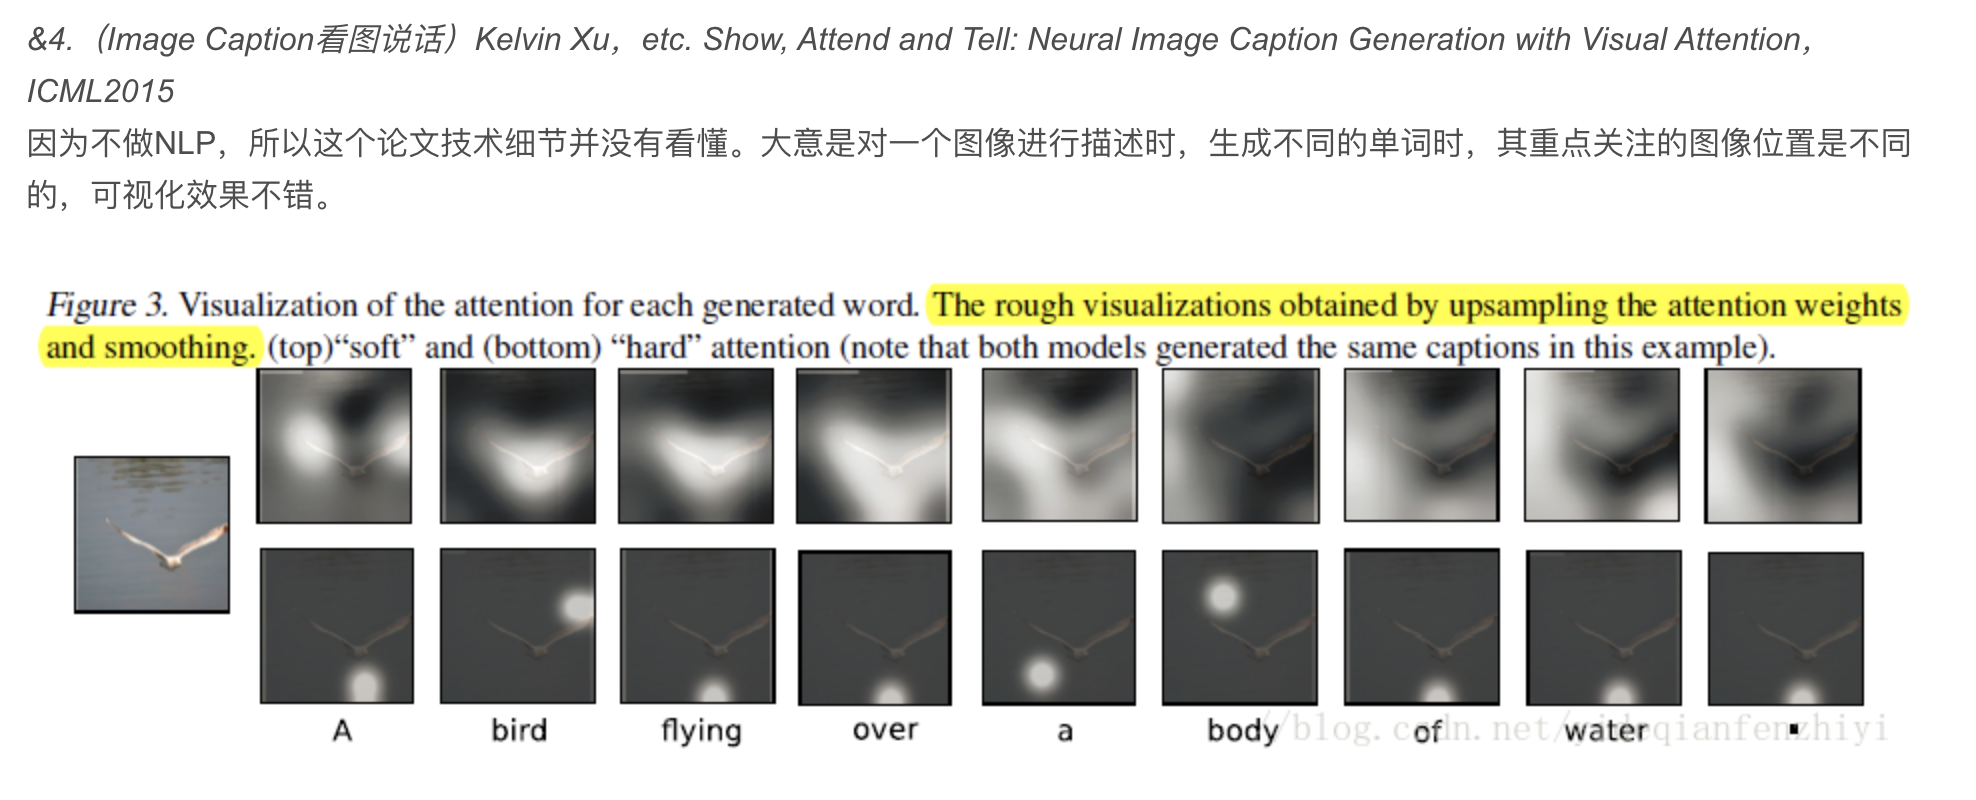 &4.（Image Caption看图说话）Kelvin Xu，etc. Show, Attend and Tell: Neural Image Caption Generation with Visual Attention，
ICML2015
因为不做NLP，所以这个论文技术细节并没有看懂。大意是对一个图像进行描述时，生成不同的单词时，其重点关注的图像位置是不同
的，可视化效果不错。
Figure 3. Visualization of the attention for each generated word. The rough visualizations obtained by upsampling the attention weights
and smoothing. (top)“soft” and (bottom) “hard” attention (note that both models generated the same captions in this example).
A bird flying over a body of water .